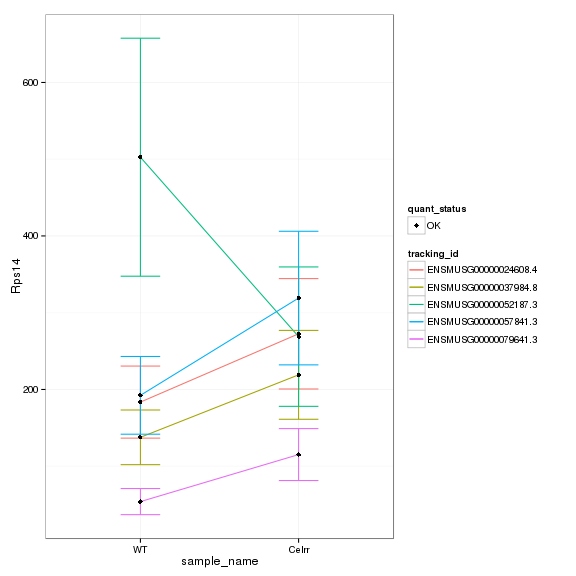 600
400
200
Rps14
WT
Celrr
sample_name
quant_status
OK
tracking_id
ENSMUSG00000024608.4
ENSMUSG00000037984.8
ENSMUSG00000052187.3
ENSMUSG00000057841.3
ENSMUSG00000079641.3